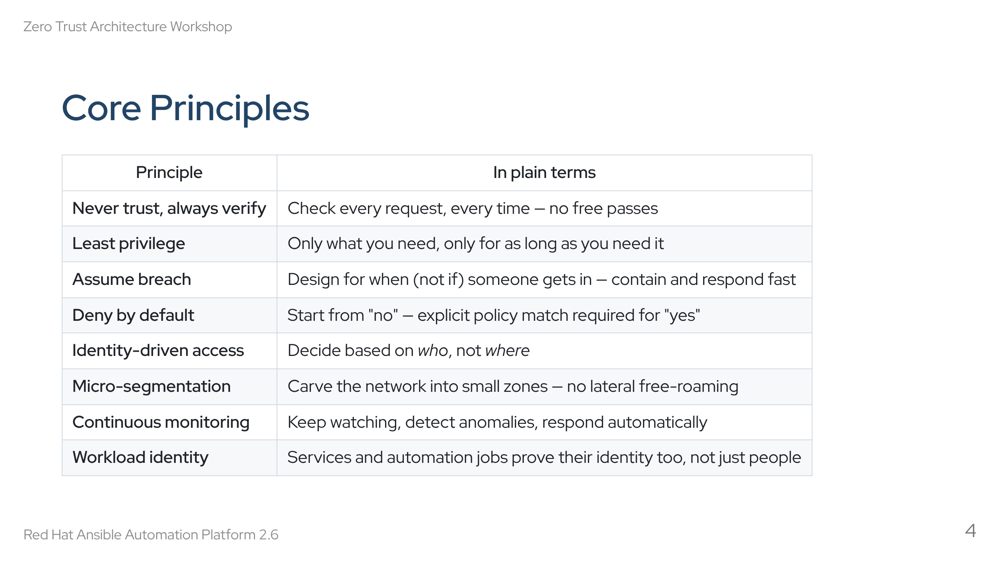 Zero Trust Architecture Workshop
Core Principles
Principle
In plain terms
Never trust, always verify
Check every request, every time — no free passes
Least privilege
Only what you need, only for as long as you need it
Assume breach
Design for when (not if) someone gets in — contain and respond fast
Deny by default
Start from "no" — explicit policy match required for "yes"
Identity-driven access
Decide based on who, not where
Micro-segmentation
Carve the network into small zones — no lateral free-roaming
Continuous monitoring
Keep watching, detect anomalies, respond automatically
Workload identity
Services and automation jobs prove their identity too, not just people
Red Hat Ansible Automation Platform 2.6
4